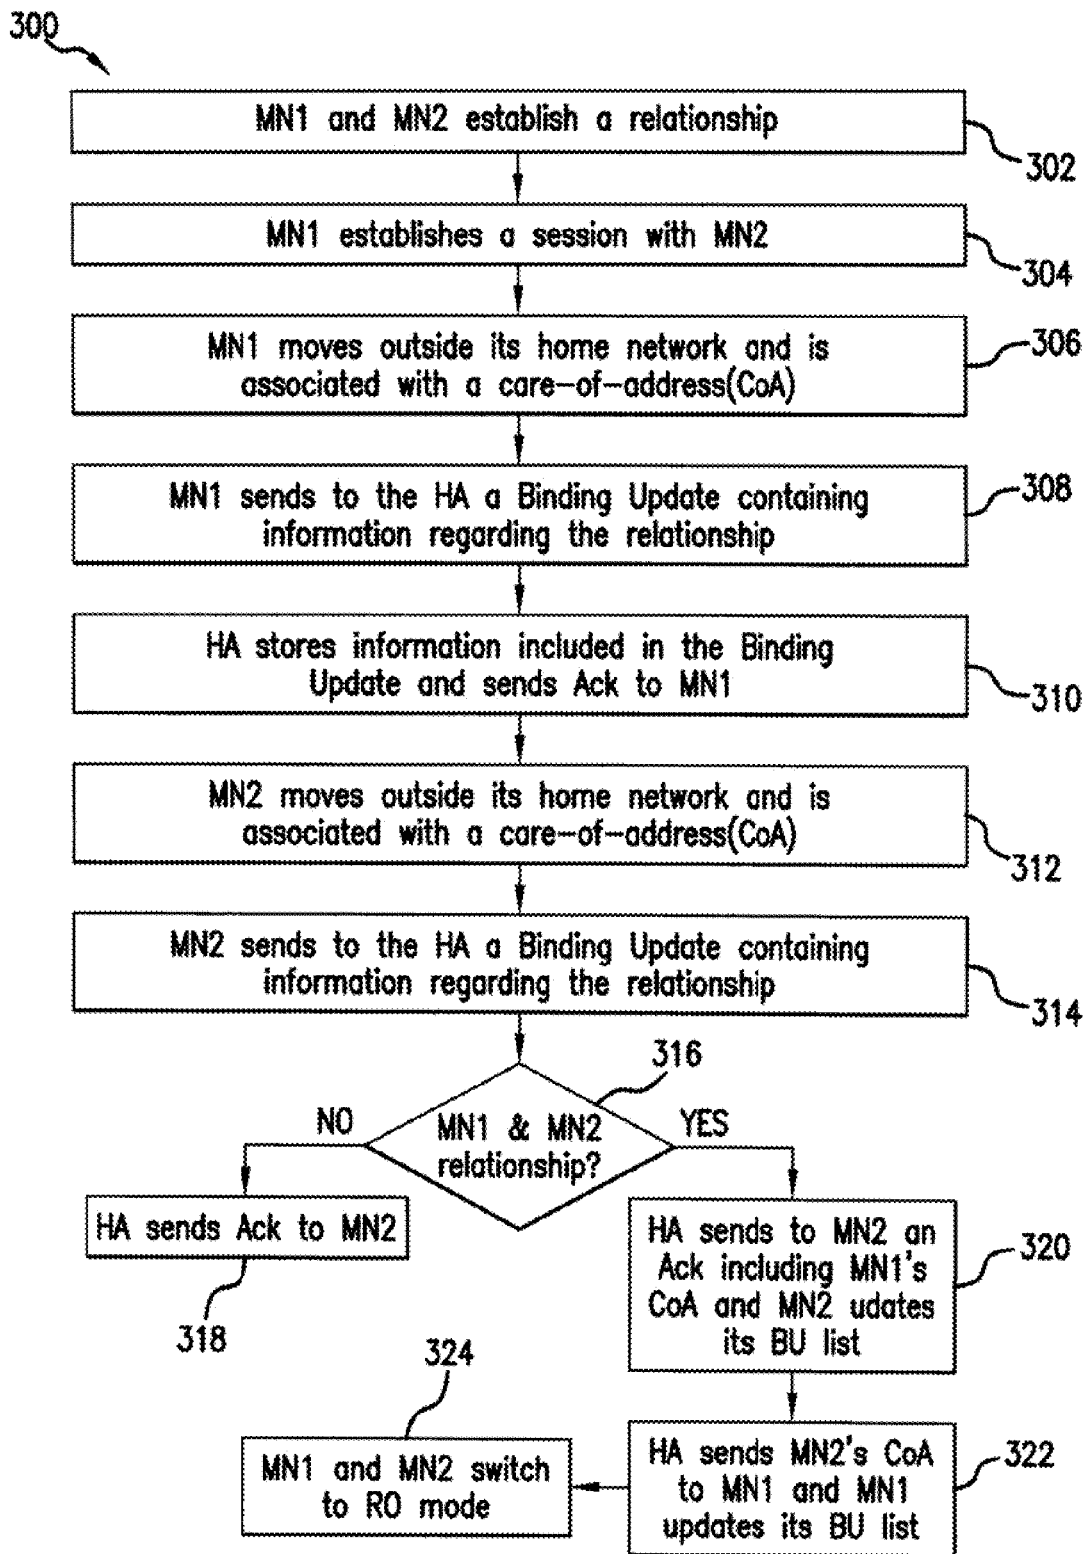 300
MN1 and MN2 establish a relationship
302
MN1 establishes a session with MN2
304
MN1 moves outside its home network and is
associated with a care-of-address(CoA)
306
MN1 sends to the HA a Binding Update containing
information regarding the relationship
308
HA stores information included in the Binding
Update and sends Ack to MN1
310
MN2 moves outside its home network and is
associated with a care-of-address(CoA)
312
MN2 sends to the HA a Binding Update containing
information regarding the relationship
314
316
NO
MN1 & MN2
relationship?
YES
HA sends Ack to MN2
318
HA sends to MN2 an
Ack including MN1's
CoA and MN2 udates
its BU list
320
324
MN1 and MN2 switch
to RO mode
HA sends MN2's CoA
to MN1 and MN1
updates its BU list
322